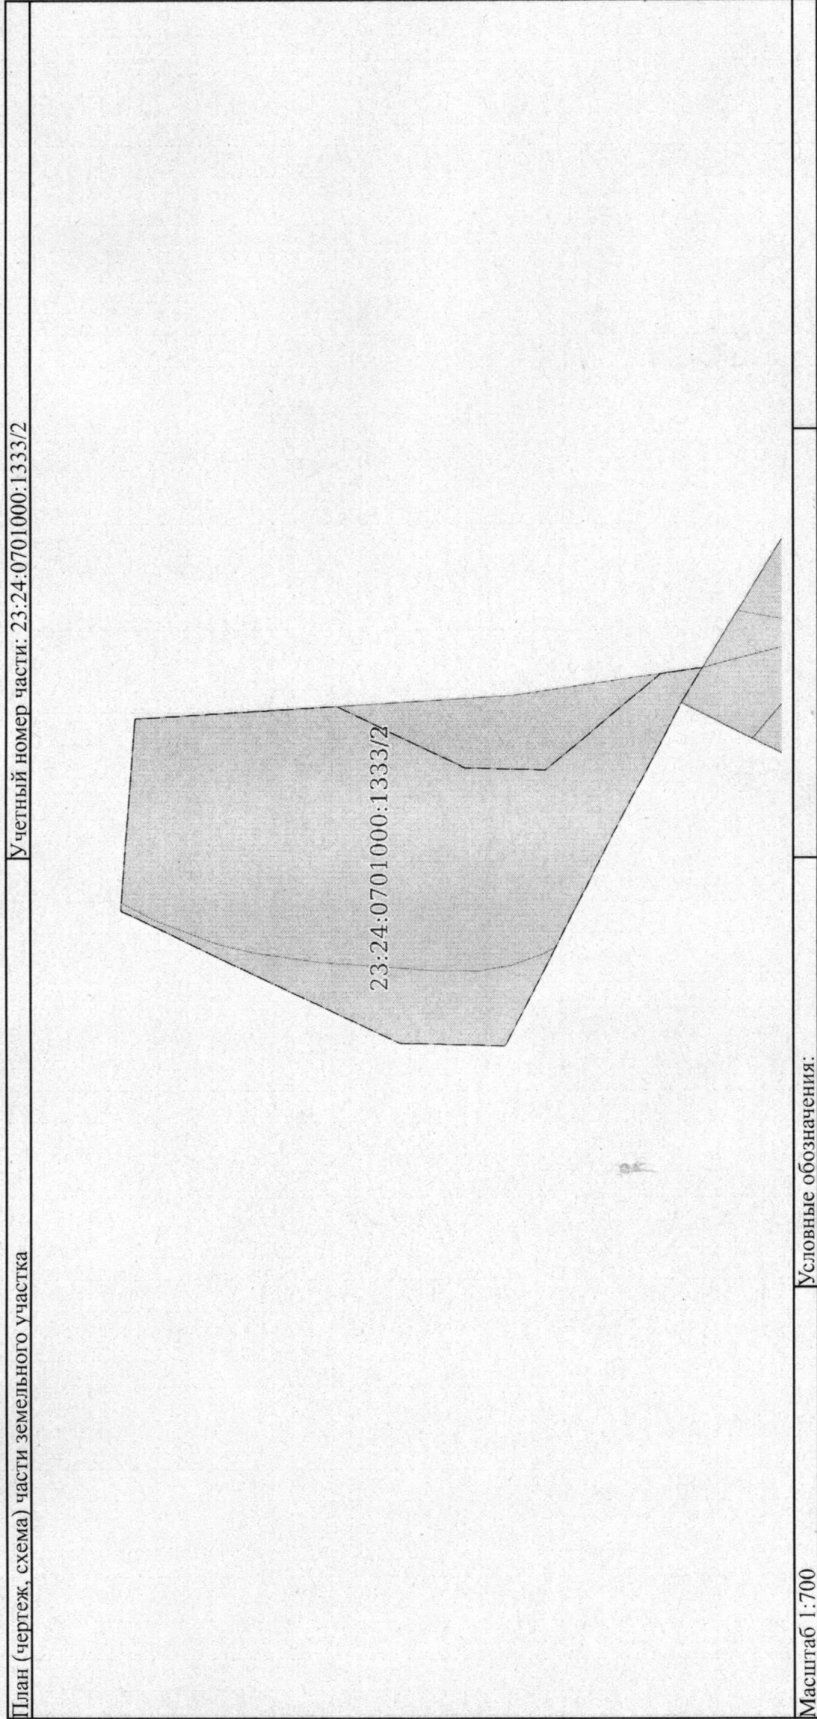 План (чертеж, схема) части земельного участка
Учетный номер части: 23:24:0701000:1333/2
23:24:0701000:1333/2
Масштаб 1:700
Условные обозначения: